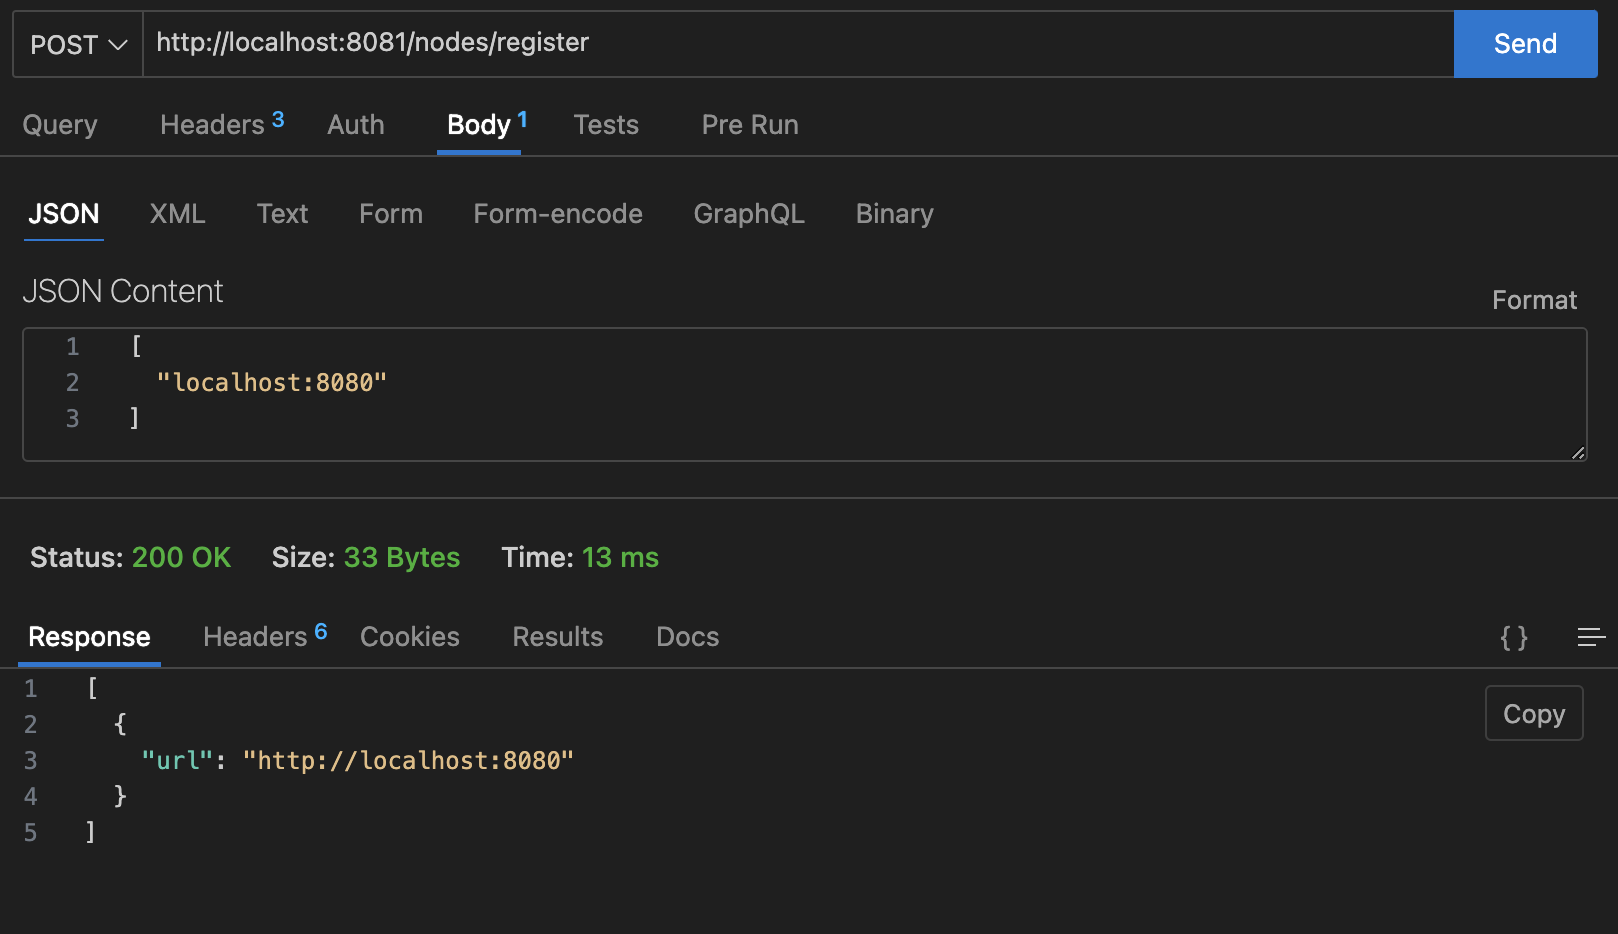 POST http://localhost:8081/nodes/register Send
Query Headers 3 Auth Body 1 Tests Pre Run
JSON XML Text Form Form-encode GraphQL Binary
JSON Content
Format
1 [
2 "localhost:8080"
3 ]
Status: 200 OK Size: 33 Bytes Time: 13 ms
Response Headers 6 Cookies Results Docs { }
1 [
Copy
2 {
3 "url": "http://localhost:8080"
4 }
5 ]